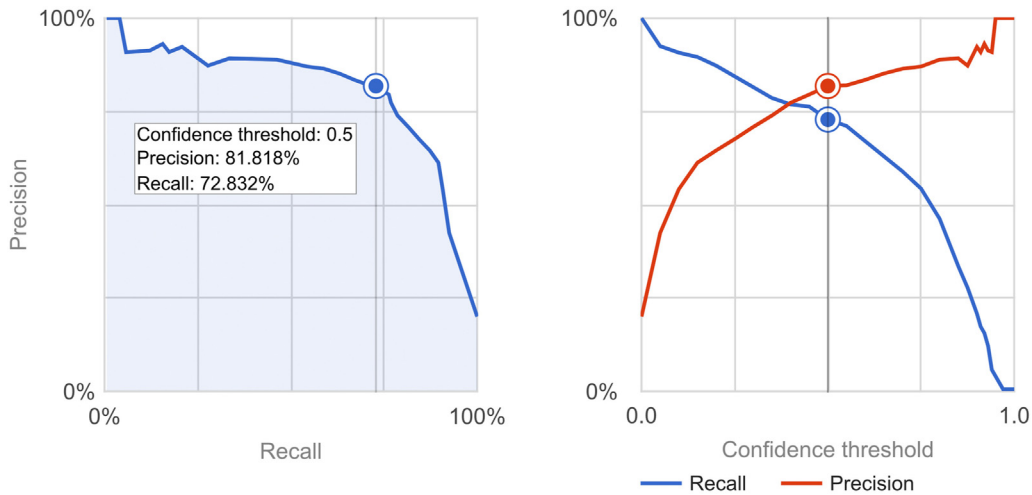 100%
Precision
Confidence threshold: 0.5
Precision: 81.818%
Recall: 72.832%
0%
0%
100%
Recall
100%
0%
0.0
1.0
Confidence threshold
Recall
Precision